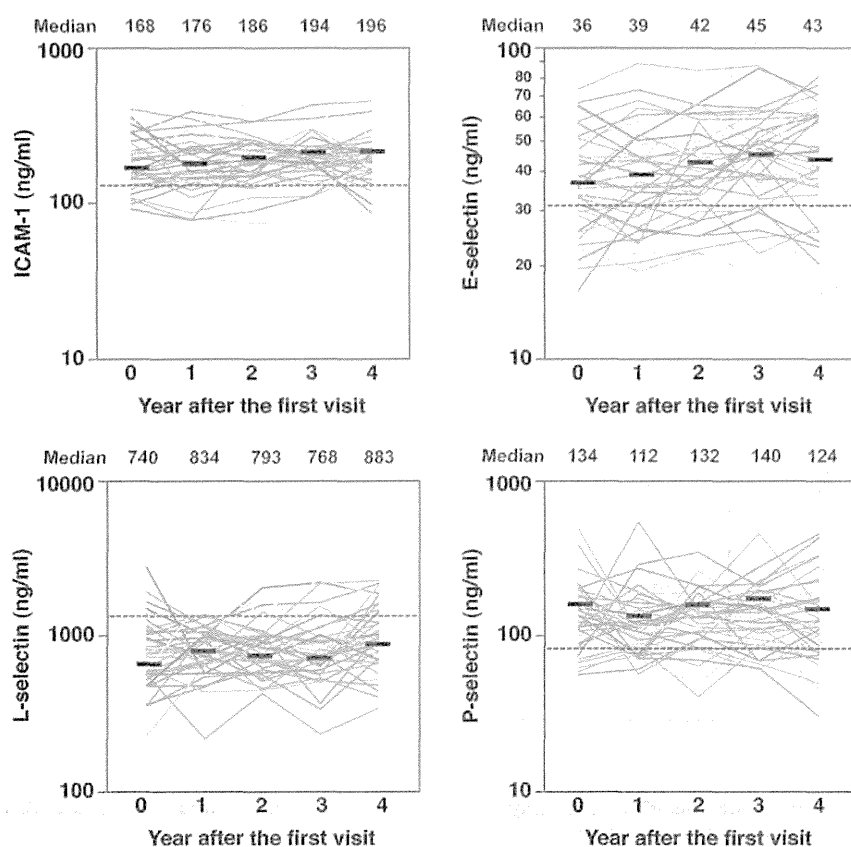 Median 168 176 186 194 196
1000
100
10
ICAM-1 (ng/ml)
0 1 2 3 4
Year after the first visit
Median 36 39 42 45 43
100
80
70
60
50
40
30
20
10
E-selectin (ng/ml)
0 1 2 3 4
Year after the first visit
Median 740 834 793 768 883
10000
1000
100
L-selectin (ng/ml)
0 1 2 3 4
Year after the first visit
Median 134 112 132 140 124
1000
100
10
P-selectin (ng/ml)
0 1 2 3 4
Year after the first visit